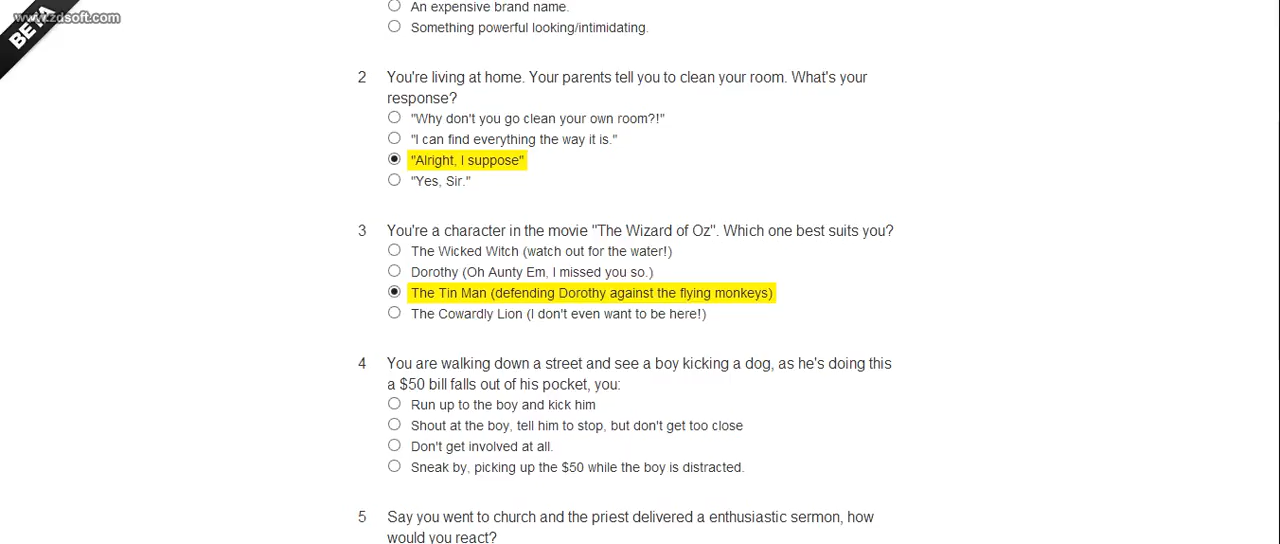 www.zdsoft.com
BETA
An expensive brand name.
Something powerful looking/intimidating.
2 You're living at home. Your parents tell you to clean your room. What's your
response?
"Why don't you go clean your own room?!"
"I can find everything the way it is."
"Alright, I suppose"
"Yes, Sir."
3 You're a character in the movie "The Wizard of Oz". Which one best suits you?
The Wicked Witch (watch out for the water!)
Dorothy (Oh Aunty Em, I missed you so.)
The Tin Man (defending Dorothy against the flying monkeys)
The Cowardly Lion (I don't even want to be here!)
4 You are walking down a street and see a boy kicking a dog, as he's doing this
a $50 bill falls out of his pocket, you:
Run up to the boy and kick him
Shout at the boy, tell him to stop, but don't get too close
Don't get involved at all.
Sneak by, picking up the $50 while the boy is distracted.
5 Say you went to church and the priest delivered a enthusiastic sermon, how
would you react?